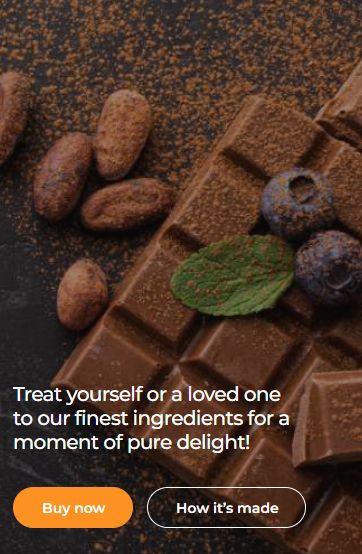 Treat yourself or a loved one
to our finest ingredients for a
moment of pure delight!
Buy now
How it's made